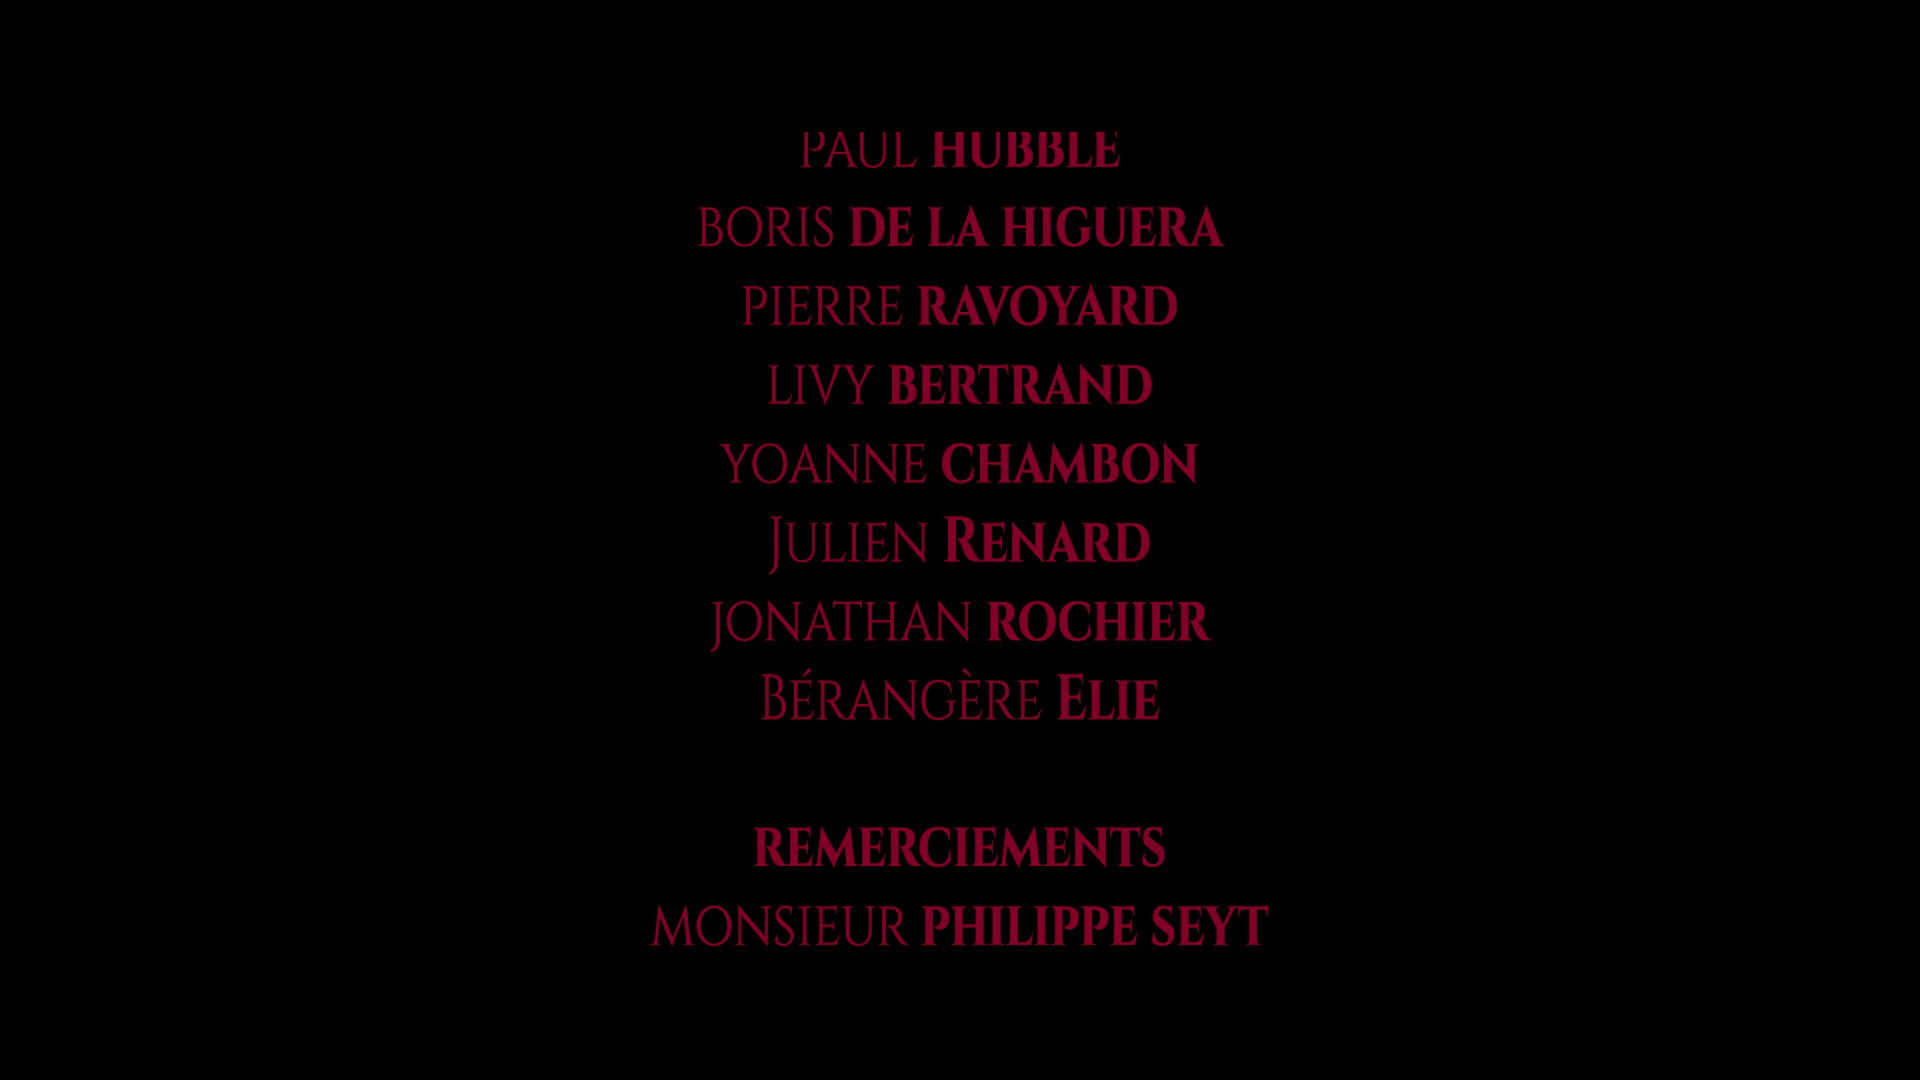 PAUL HUBBLE
BORIS DE LA HIGUERA
PIERRE RAVOYARD
LIVY BERTRAND
YOANNE CHAMBON
JULIEN RENARD
JONATHAN ROCHIER
BÉRANGÈRE ELIE
REMERCIEMENTS
MONSIEUR PHILIPPE SEYT